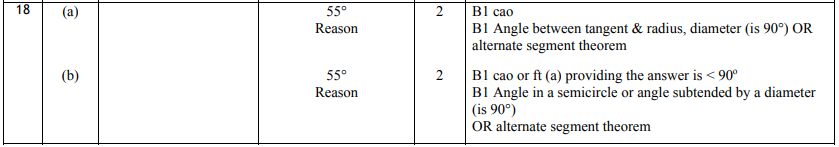 18 (a) 55° 2 B1 cao
Reason B1 Angle between tangent & radius, diameter (is 90°) OR
alternate segment theorem
(b) 55° 2 B1 cao or ft (a) providing the answer is < 90º
Reason B1 Angle in a semicircle or angle subtended by a diameter
(is 90°)
OR alternate segment theorem